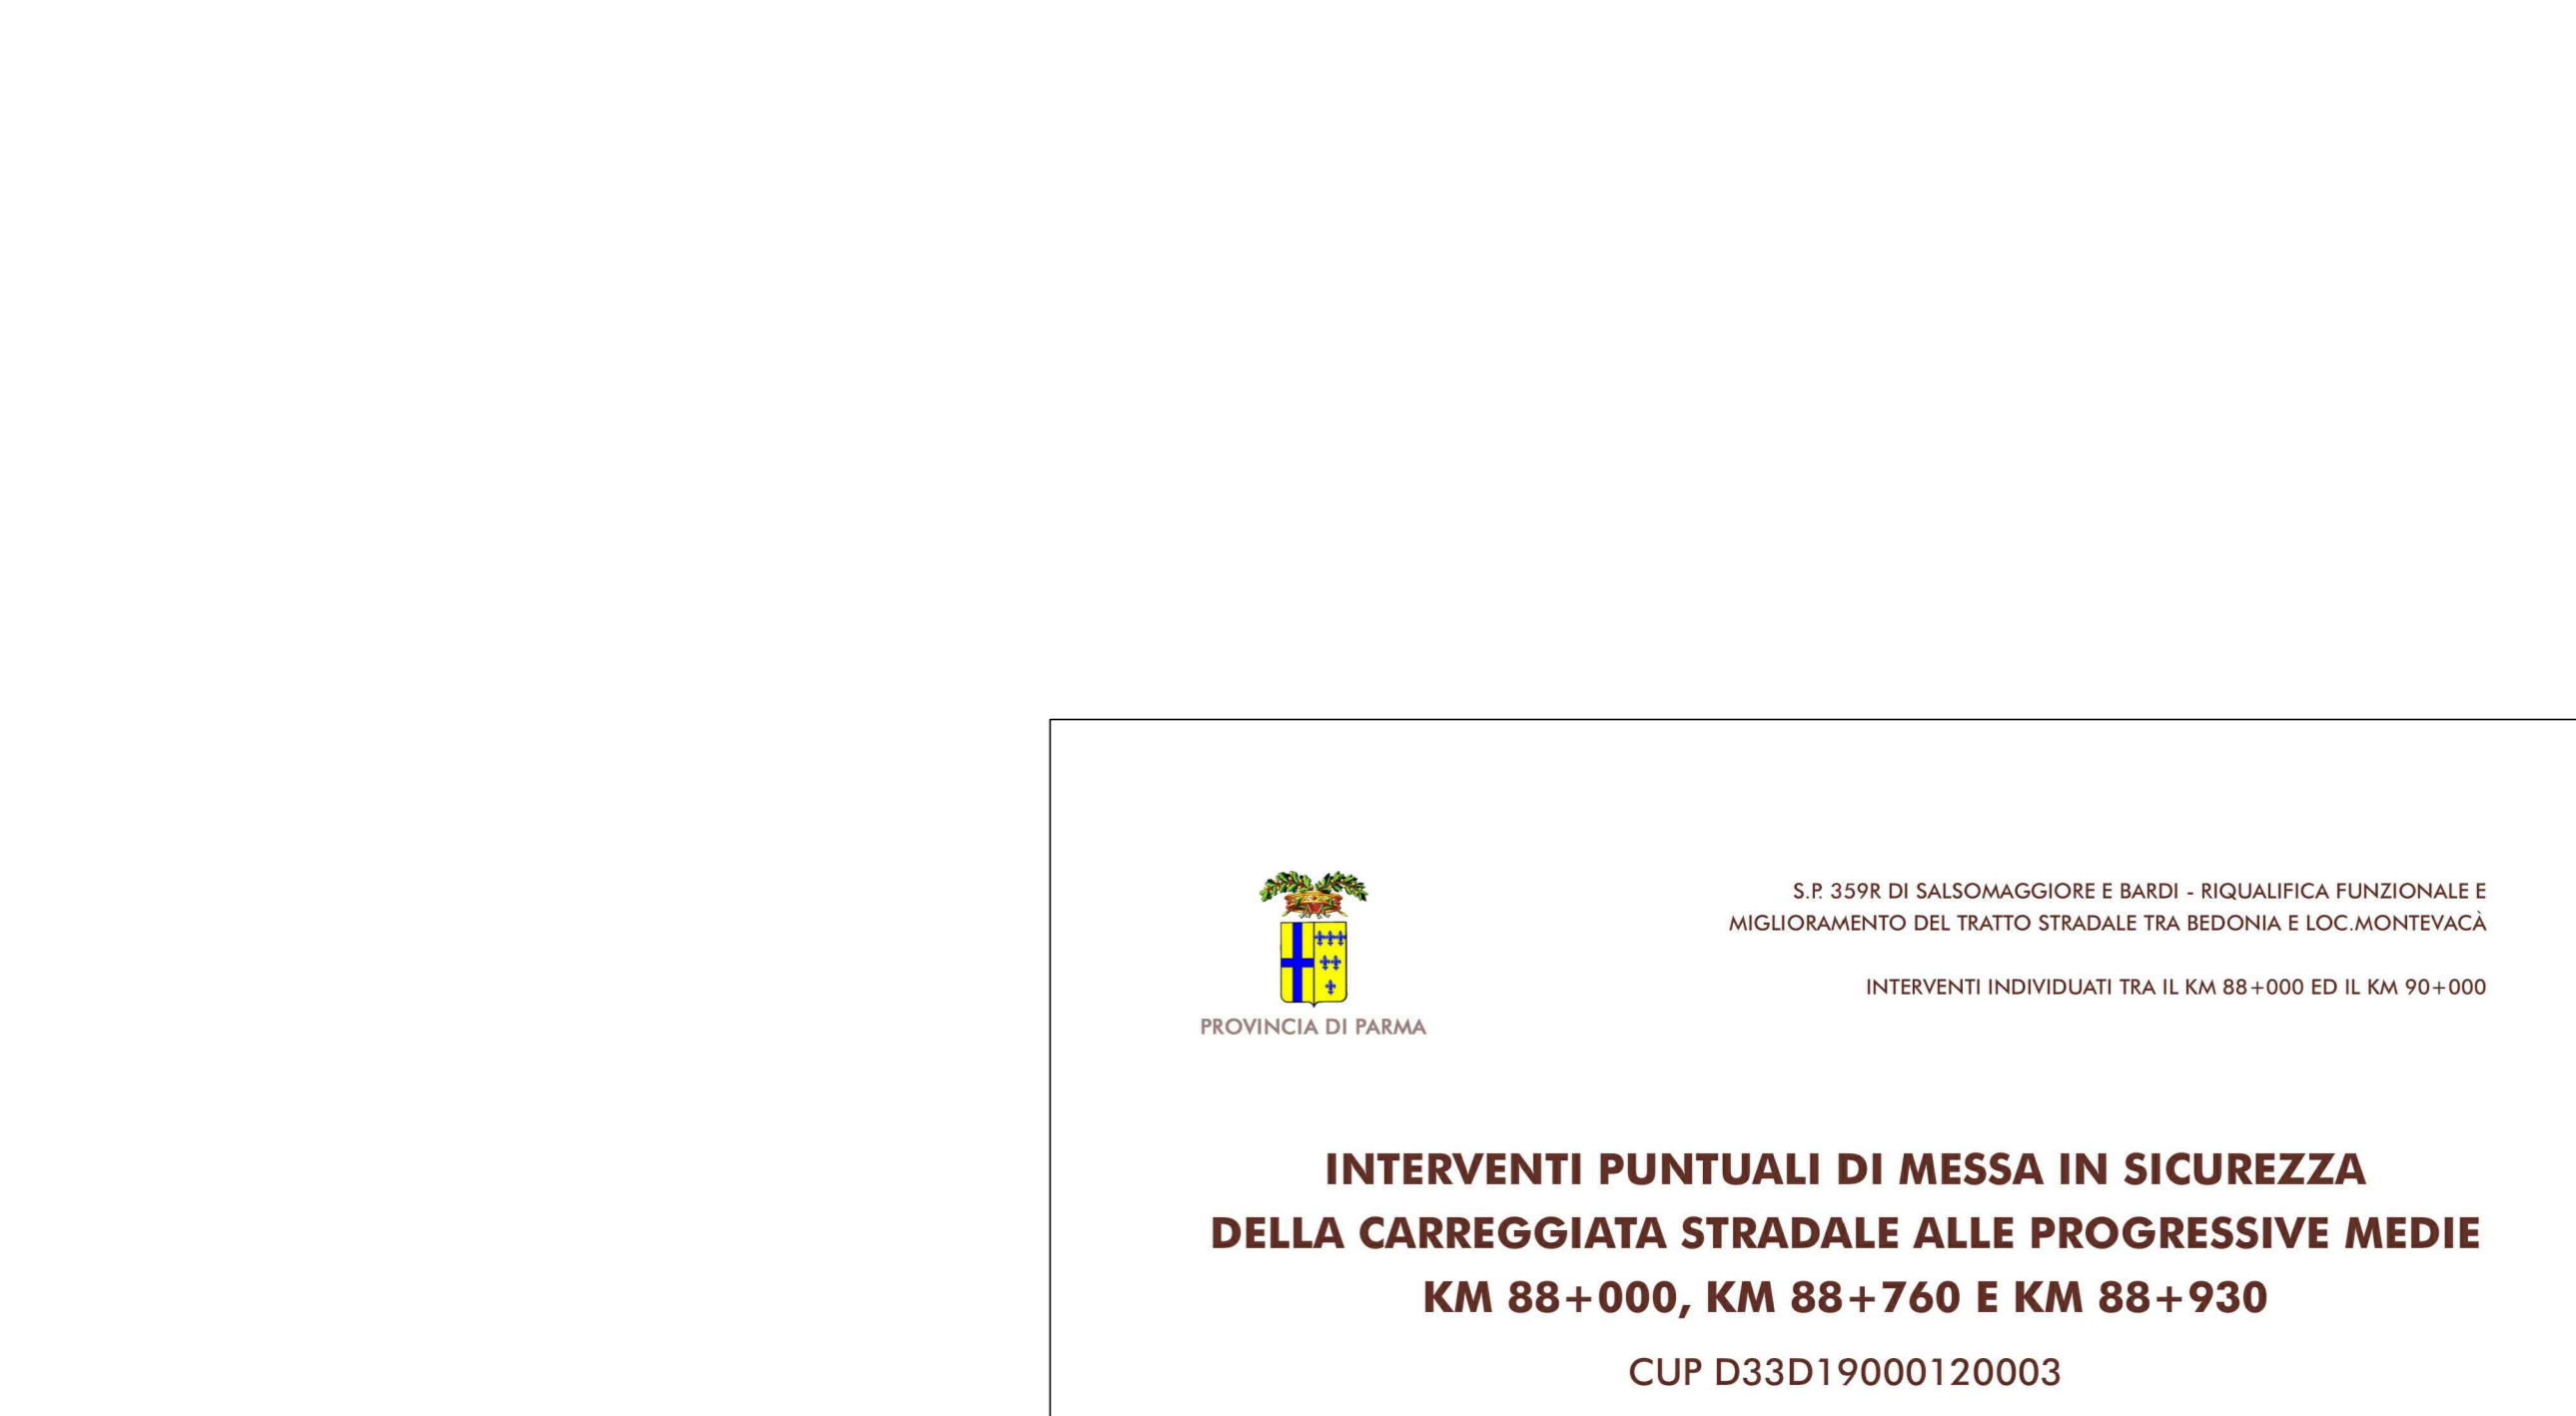 S.P. 359R DI SALSOMAGGIORE E BARDI - RIQUALIFICA FUNZIONALE E
MIGLIORAMENTO DEL TRATTO STRADALE TRA BEDONIA E LOC.MONTEVACÀ
INTERVENTI INDIVIDUATI TRA IL KM 88+000 ED IL KM 90+000
PROVINCIA DI PARMA
INTERVENTI PUNTUALI DI MESSA IN SICUREZZA
DELLA CARREGGIATA STRADALE ALLE PROGRESSIVE MEDIE
KM 88+000, KM 88+760 E KM 88+930
CUP D33D19000120003